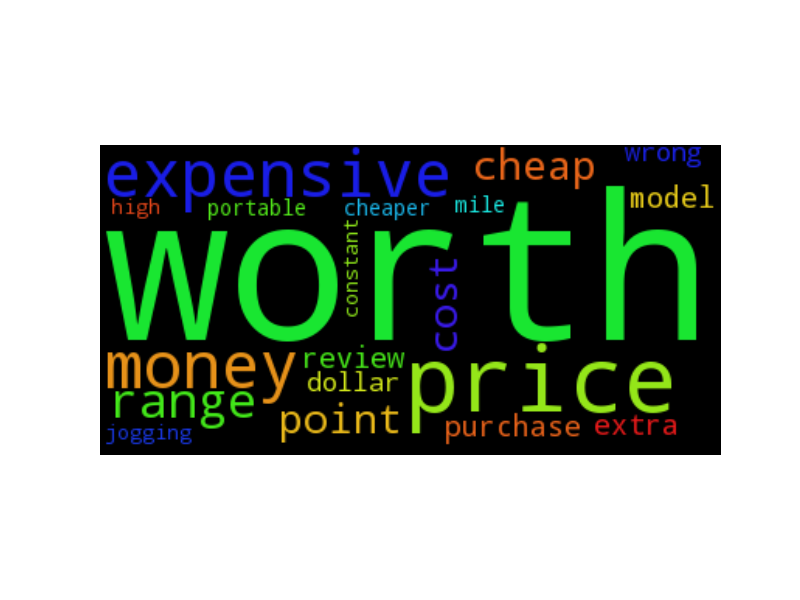 expensive
cheap
wrong
high
portable
cheaper
mile
model
worth
constant
cost
money
review
price
dollar
range
point
purchase
extra
jogging